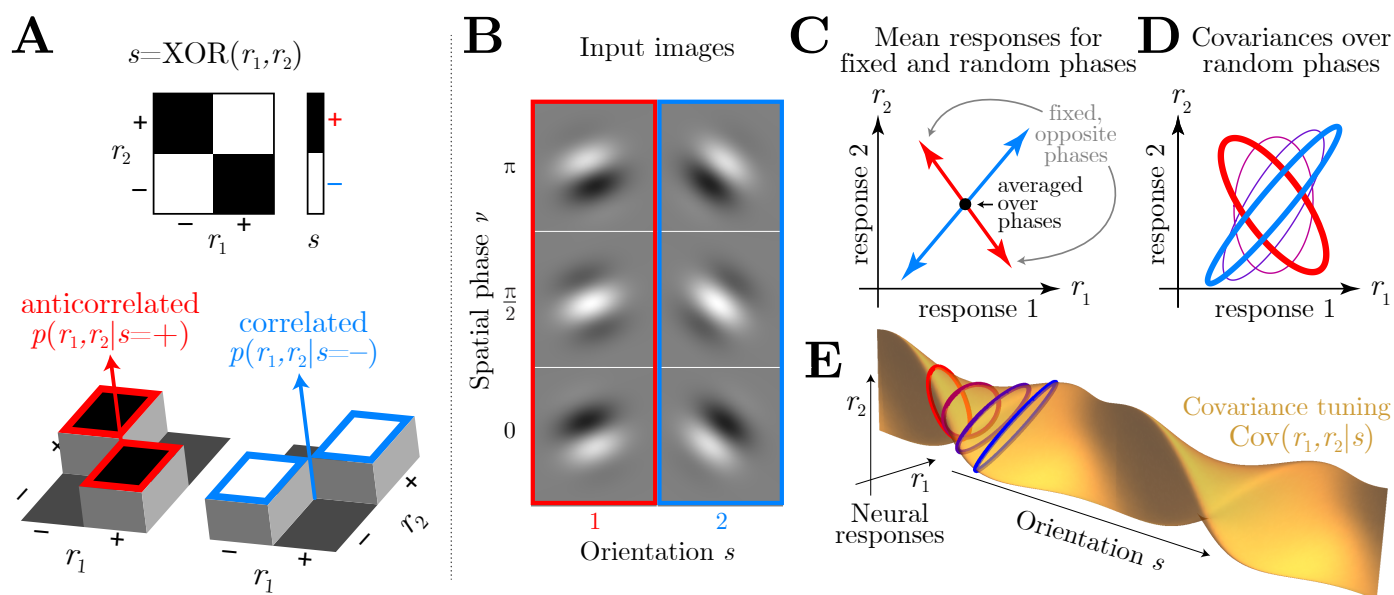 A
s=XOR(r₁,r₂)
+
r₂
−
− +
r₁
+
−
s
anticorrelated
p(r₁,r₂|s=+)
correlated
p(r₁,r₂|s=−)
+
−
− +
r₁
− +
r₁
+
−
r₂
B
Input images
Spatial phase ν
π
π/2
0
1 2
Orientation s
C
Mean responses for
fixed and random phases
r₂
response 2
fixed,
opposite
phases
averaged
over
phases
response 1
r₁
D
Covariances over
random phases
r₂
response 2
response 1
r₁
E
r₂
r₁
Neural
responses
Orientation s
Covariance tuning
Cov(r₁,r₂|s)